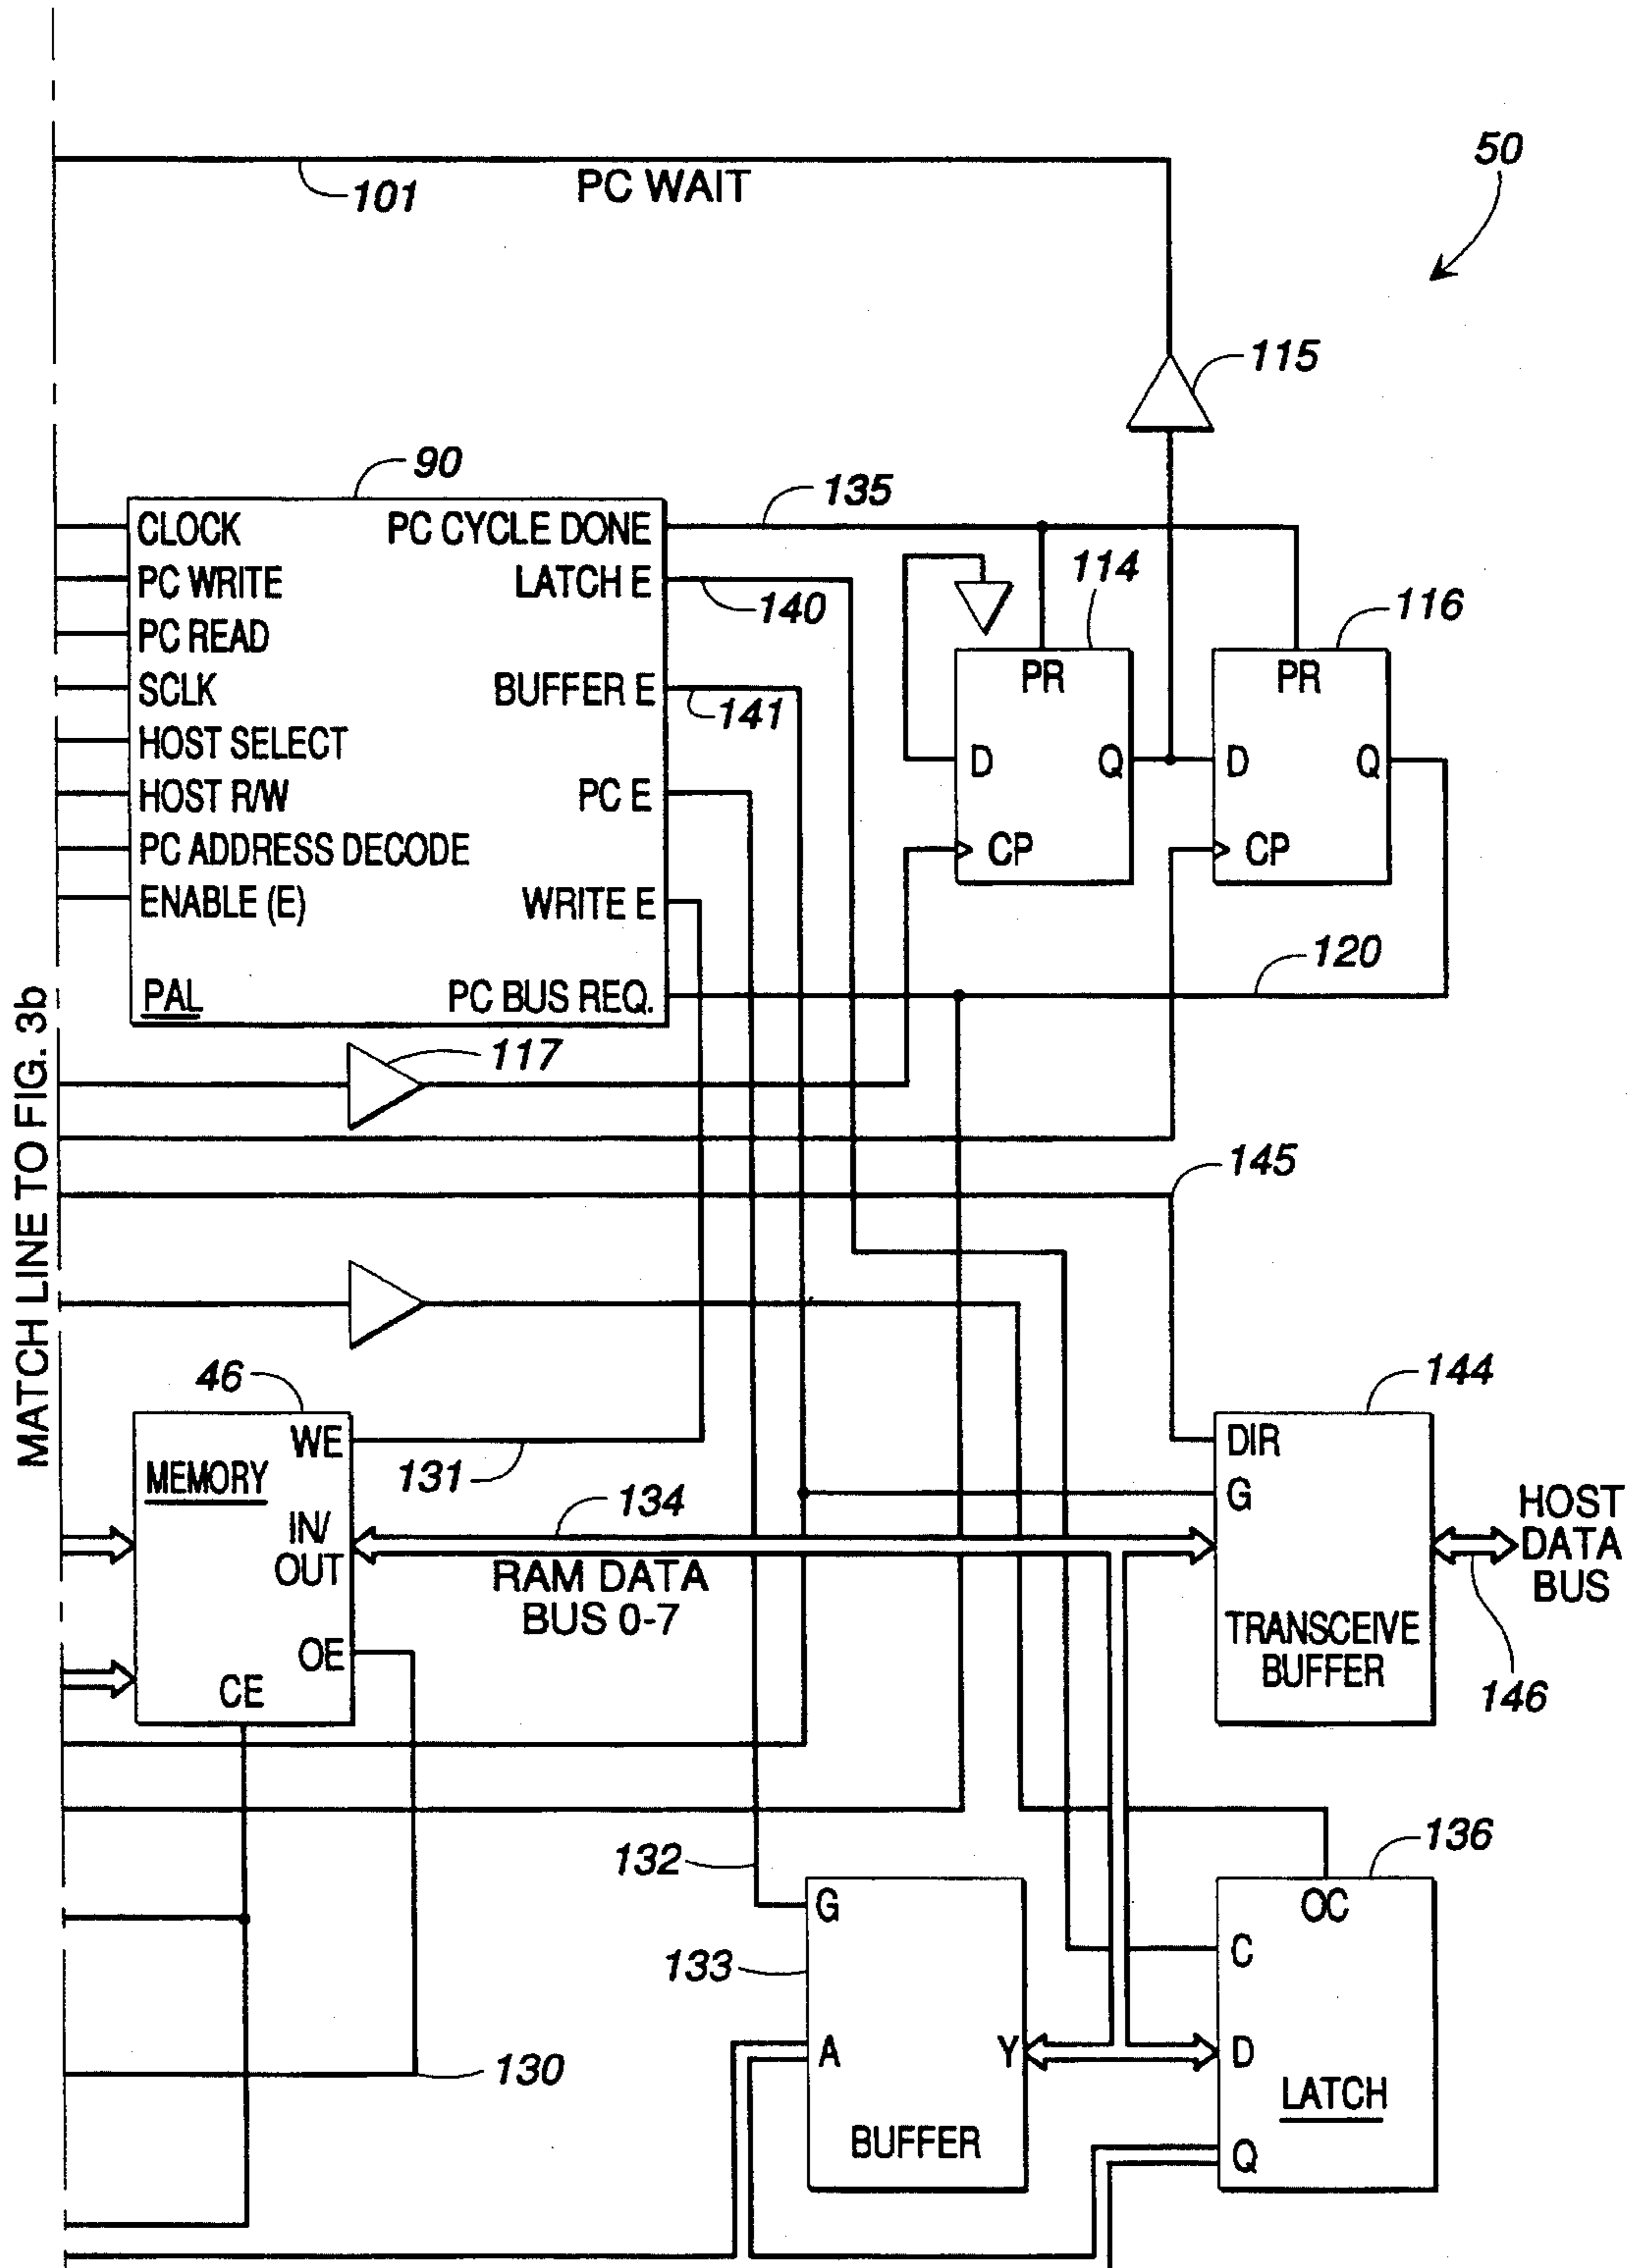 50
101
PC WAIT
115
90
135
CLOCK
PC CYCLE DONE
114
PC WRITE
LATCH E
140
116
PC READ
PR
PR
SCLK
BUFFER E
141
HOST SELECT
D
Q
D
Q
HOST R/W
PC E
PC ADDRESS DECODE
CP
CP
ENABLE (E)
WRITE E
120
PAL
PC BUS REQ.
117
MATCH LINE TO FIG. 3b
145
46
144
WE
DIR
MEMORY
131
G
134
IN/
OUT
HOST
DATA
BUS
RAM DATA
BUS 0-7
OE
TRANSCEIVE
BUFFER
CE
146
132
136
G
OC
C
133
A
Y
D
130
LATCH
BUFFER
Q